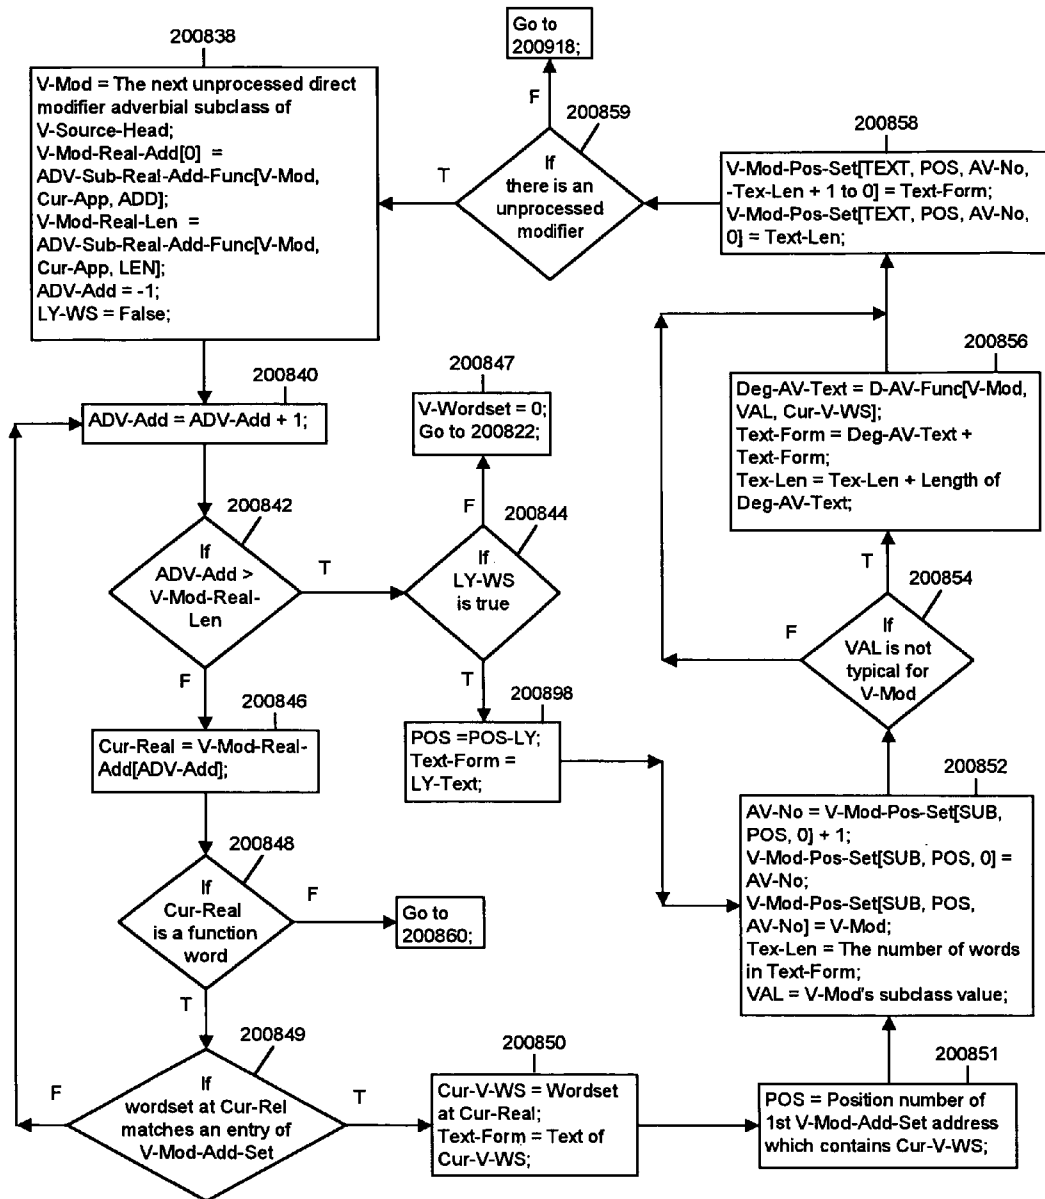 200838
V-Mod = The next unprocessed direct
modifier adverbial subclass of
V-Source-Head;
V-Mod-Real-Add[0] =
ADV-Sub-Real-Add-Func[V-Mod,
Cur-App, ADD];
V-Mod-Real-Len =
ADV-Sub-Real-Add-Func[V-Mod,
Cur-App, LEN];
ADV-Add = -1;
LY-WS = False;
Go to
200918;
F
200859
If
there is an
unprocessed
modifier
T
200858
V-Mod-Pos-Set[TEXT, POS, AV-No,
-Tex-Len + 1 to 0] = Text-Form;
V-Mod-Pos-Set[TEXT, POS, AV-No,
0] = Text-Len;
200840
ADV-Add = ADV-Add + 1;
200847
V-Wordset = 0;
Go to 200822;
200856
Deg-AV-Text = D-AV-Func[V-Mod,
VAL, Cur-V-WS];
Text-Form = Deg-AV-Text +
Text-Form;
Tex-Len = Tex-Len + Length of
Deg-AV-Text;
200842
If
ADV-Add >
V-Mod-Real-
Len
T
F
F
200844
If
LY-WS
is true
T
T
200854
If
VAL is not
typical for
V-Mod
F
200846
Cur-Real = V-Mod-Real-
Add[ADV-Add];
200898
POS =POS-LY;
Text-Form =
LY-Text;
200852
AV-No = V-Mod-Pos-Set[SUB,
POS, 0] + 1;
V-Mod-Pos-Set[SUB, POS, 0] =
AV-No;
V-Mod-Pos-Set[SUB, POS,
AV-No] = V-Mod;
Tex-Len = The number of words
in Text-Form;
VAL = V-Mod's subclass value;
200848
If
Cur-Real
is a function
word
F
T
Go to
200860;
200849
If
wordset at Cur-Rel
matches an entry of
V-Mod-Add-Set
F
T
200850
Cur-V-WS = Wordset
at Cur-Real;
Text-Form = Text of
Cur-V-WS;
200851
POS = Position number of
1st V-Mod-Add-Set address
which contains Cur-V-WS;